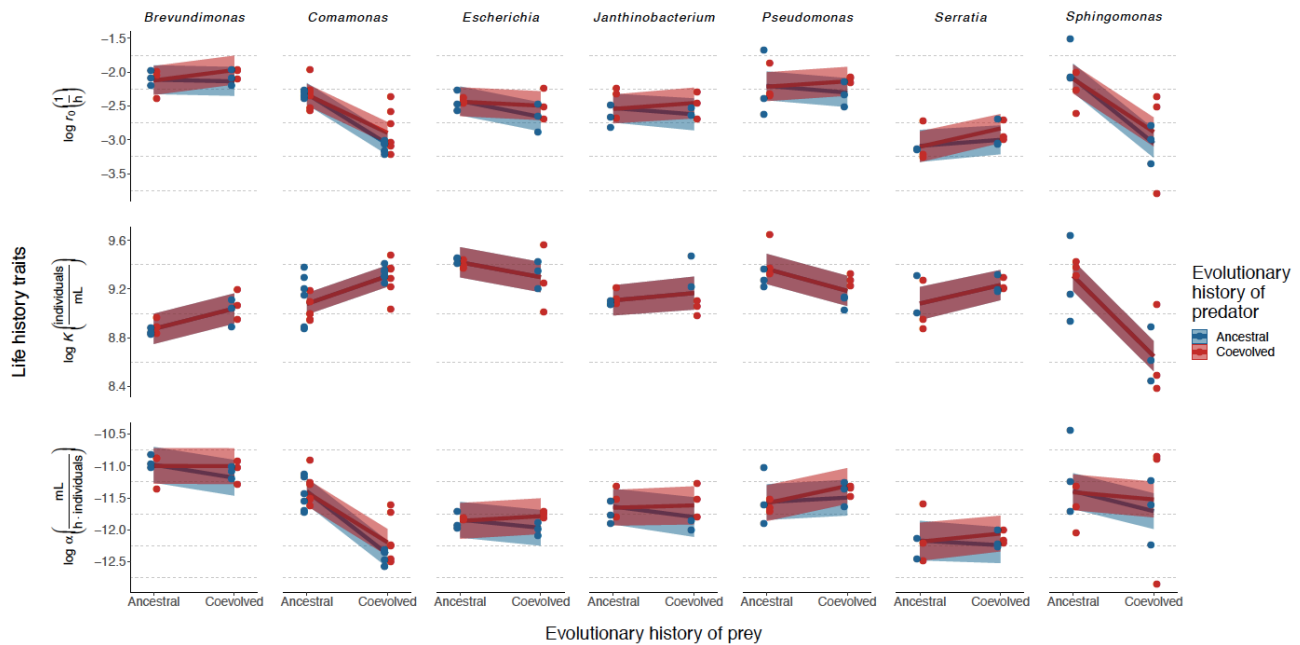 Brevundimonas Comamonas Escherichia Janthinobacterium Pseudomonas Serratia Sphingomonas
−1.5
−2.0
−2.5
−3.0
−3.5
log r₀ (1/h)
9.6
9.2
8.8
8.4
log K (individuals/mL)
−10.5
−11.0
−11.5
−12.0
−12.5
log α (mL/(h · individuals))
Life history traits
Evolutionary
history of
predator
Ancestral
Coevolved
Ancestral Coevolved Ancestral Coevolved Ancestral Coevolved Ancestral Coevolved Ancestral Coevolved Ancestral Coevolved Ancestral Coevolved
Evolutionary history of prey